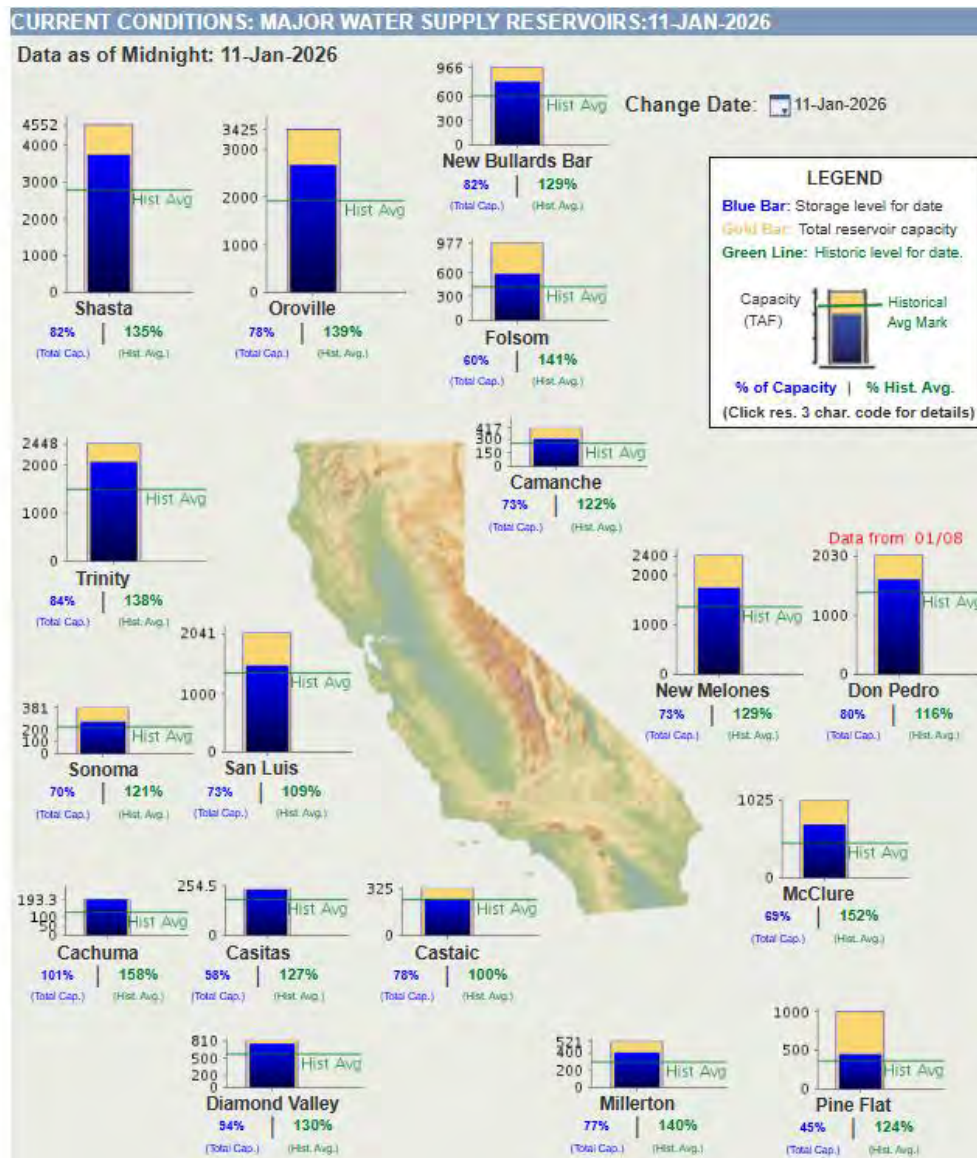 CURRENT CONDITIONS: MAJOR WATER SUPPLY RESERVOIRS:11-JAN-2026
Data as of Midnight: 11-Jan-2026
Change Date: 11-Jan-2026
4552
4000
3000
2000
1000
0
Hist Avg
Shasta
82% | 135%
(Total Cap.) (Hist. Avg.)
3425
3000
2000
1000
0
Hist Avg
Oroville
78% | 139%
(Total Cap.) (Hist. Avg.)
966
600
300
0
Hist Avg
New Bullards Bar
82% | 129%
(Total Cap.) (Hist. Avg.)
977
600
300
0
Hist Avg
Folsom
60% | 141%
(Total Cap.) (Hist. Avg.)
LEGEND
Blue Bar: Storage level for date
Gold Bar: Total reservoir capacity
Green Line: Historic level for date.
Capacity
(TAF)
Historical
Avg Mark
% of Capacity | % Hist. Avg.
(Click res. 3 char. code for details)
2448
2000
1000
0
Hist Avg
Trinity
84% | 138%
(Total Cap.) (Hist. Avg.)
417
300
150
0
Hist Avg
Camanche
73% | 122%
(Total Cap.) (Hist. Avg.)
2400
2000
1000
0
Hist Avg
New Melones
73% | 129%
(Total Cap.) (Hist. Avg.)
Data from 01/08
2030
1000
0
Hist Avg
Don Pedro
80% | 116%
(Total Cap.) (Hist. Avg.)
381
200
100
0
Hist Avg
Sonoma
70% | 121%
(Total Cap.) (Hist. Avg.)
2041
1000
0
Hist Avg
San Luis
73% | 109%
(Total Cap.) (Hist. Avg.)
1025
0
Hist Avg
McClure
69% | 152%
(Total Cap.) (Hist. Avg.)
193.3
100
50
0
Hist Avg
Cachuma
101% | 158%
(Total Cap.) (Hist. Avg.)
254.5
0
Hist Avg
Casitas
98% | 127%
(Total Cap.) (Hist. Avg.)
325
0
Hist Avg
Castaic
78% | 100%
(Total Cap.) (Hist. Avg.)
810
500
200
0
Hist Avg
Diamond Valley
94% | 130%
(Total Cap.) (Hist. Avg.)
521
400
200
0
Hist Avg
Millerton
77% | 140%
(Total Cap.) (Hist. Avg.)
1000
500
0
Hist Avg
Pine Flat
45% | 124%
(Total Cap.) (Hist. Avg.)